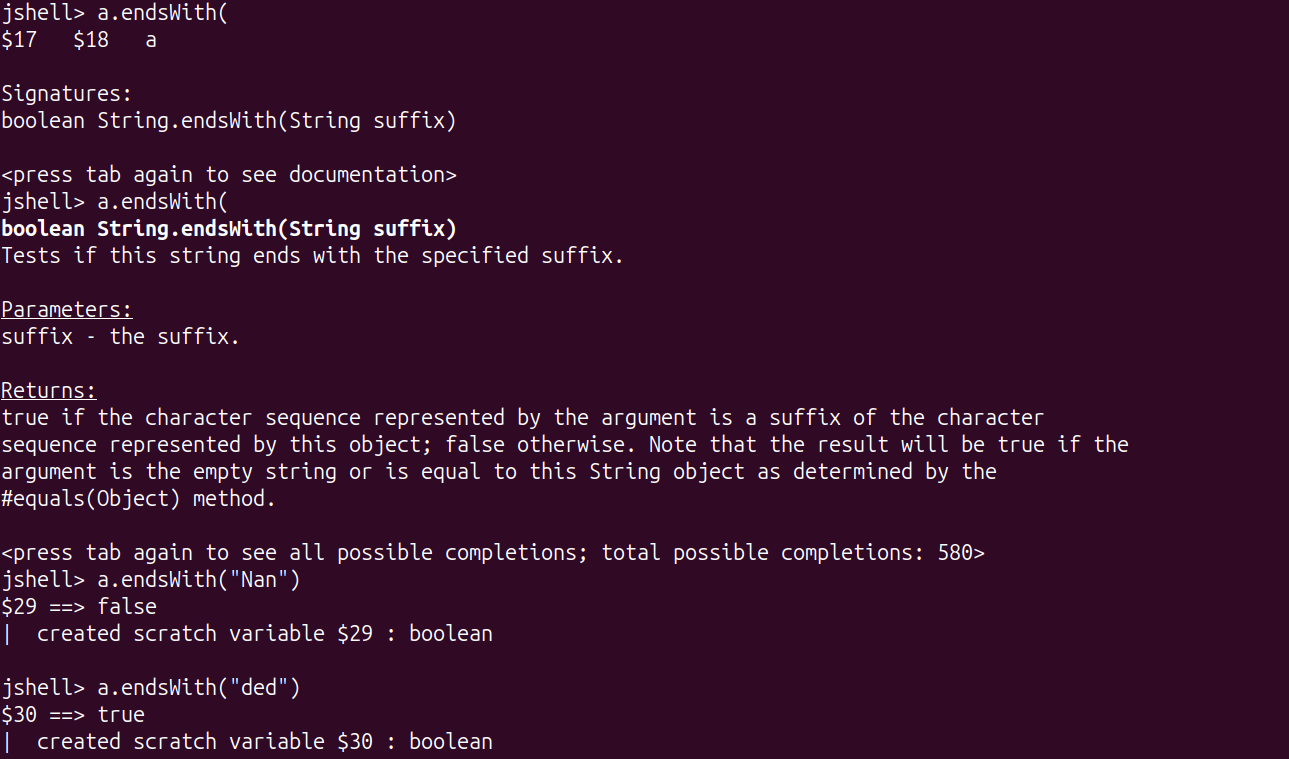 jshell> a.endsWith(
$17   $18   a
Signatures:
boolean String.endsWith(String suffix)
<press tab again to see documentation>
jshell> a.endsWith(
boolean String.endsWith(String suffix)
Tests if this string ends with the specified suffix.
Parameters:
suffix - the suffix.
Returns:
true if the character sequence represented by the argument is a suffix of the character
sequence represented by this object; false otherwise. Note that the result will be true if the
argument is the empty string or is equal to this String object as determined by the
#equals(Object) method.
<press tab again to see all possible completions; total possible completions: 580>
jshell> a.endsWith("Nan")
$29 ==> false
|  created scratch variable $29 : boolean
jshell> a.endsWith("ded")
$30 ==> true
|  created scratch variable $30 : boolean